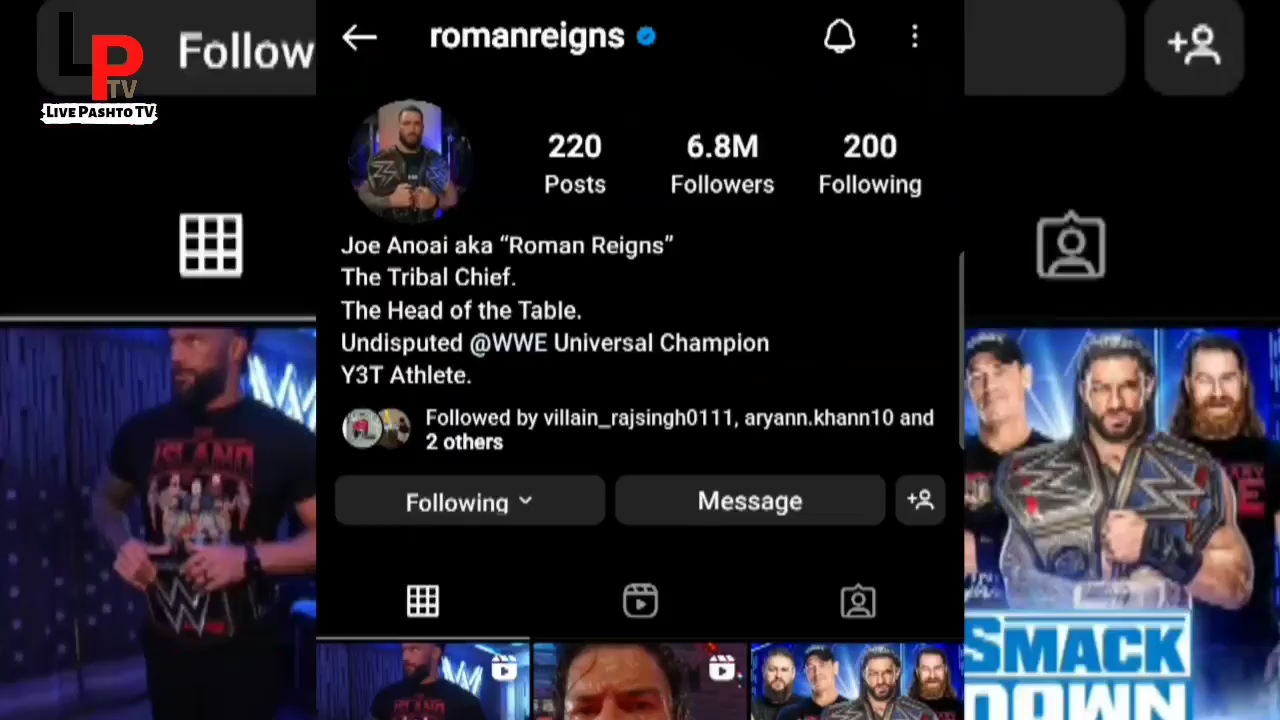 LP
TV
LIVE PASHTO TV
Follow
romanreigns
220
Posts
6.8M
Followers
200
Following
Joe Anoai aka “Roman Reigns”
The Tribal Chief.
The Head of the Table.
Undisputed @WWE Universal Champion
Y3T Athlete.
Followed by villain_rajsingh0111, aryann.khann10 and
2 others
Following
Message
ISLAND
SMACK
DOWN